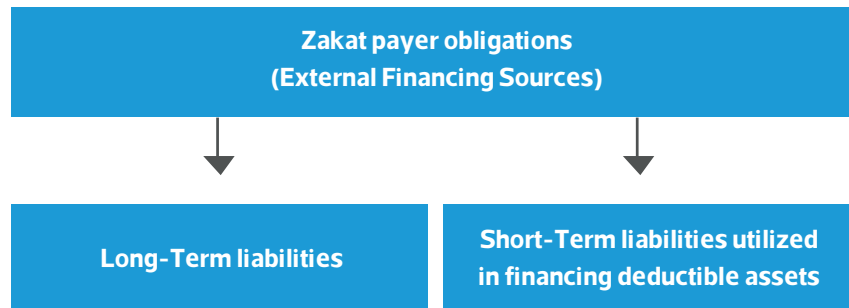 Zakat payer obligations
(External Financing Sources)
Long-Term liabilities
Short-Term liabilities utilized
in financing deductible assets